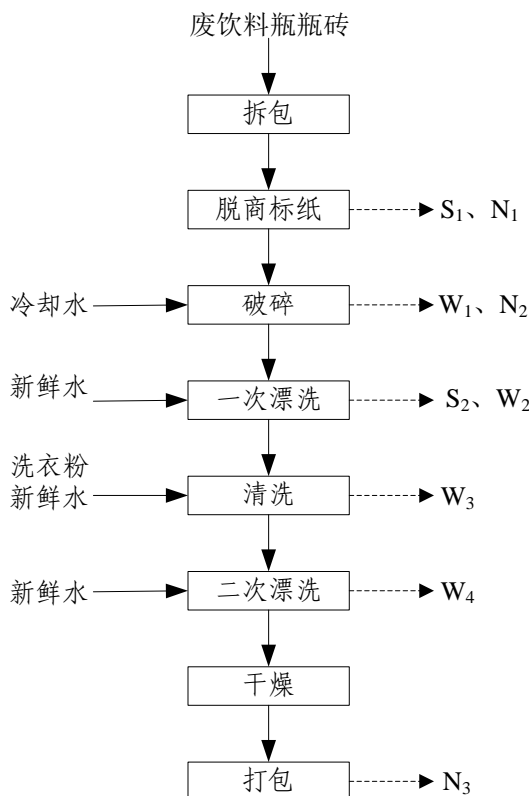 废饮料瓶瓶砖
拆包
脱商标纸
S₁、N₁
冷却水
破碎
W₁、N₂
新鲜水
一次漂洗
S₂、W₂
洗衣粉
新鲜水
清洗
W₃
新鲜水
二次漂洗
W₄
干燥
打包
N₃